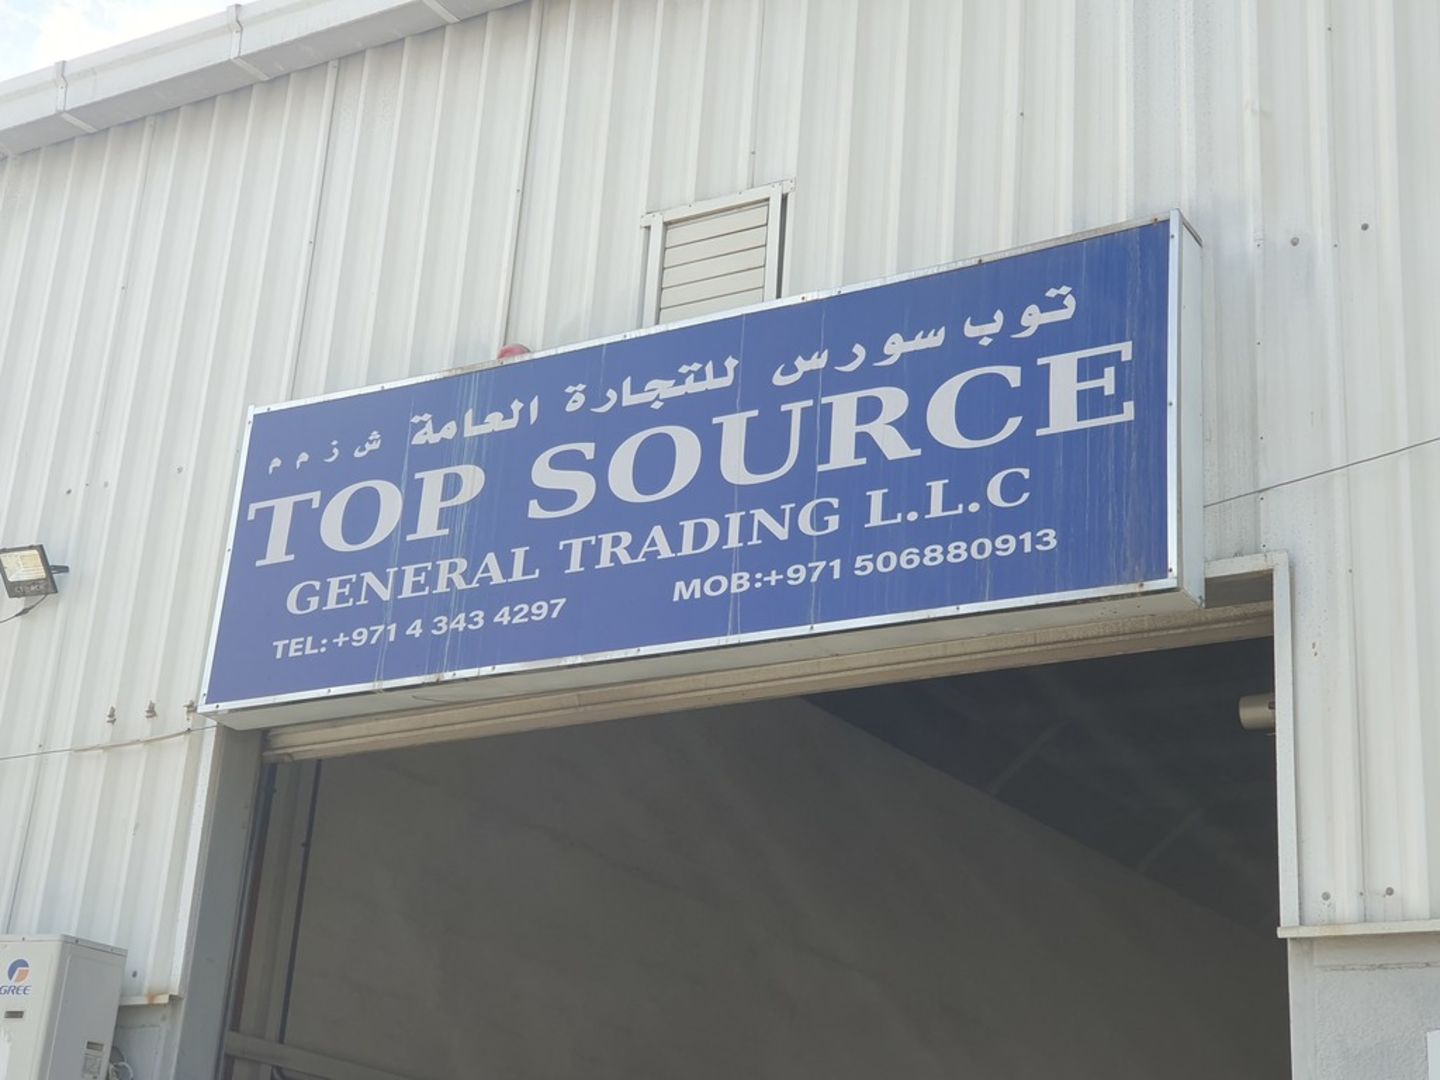 توب سورس للتجارة العامة ش ز م م
TOP SOURCE
GENERAL TRADING L.L.C
TEL:+971 4 343 4297 MOB:+971 506880913
GREE